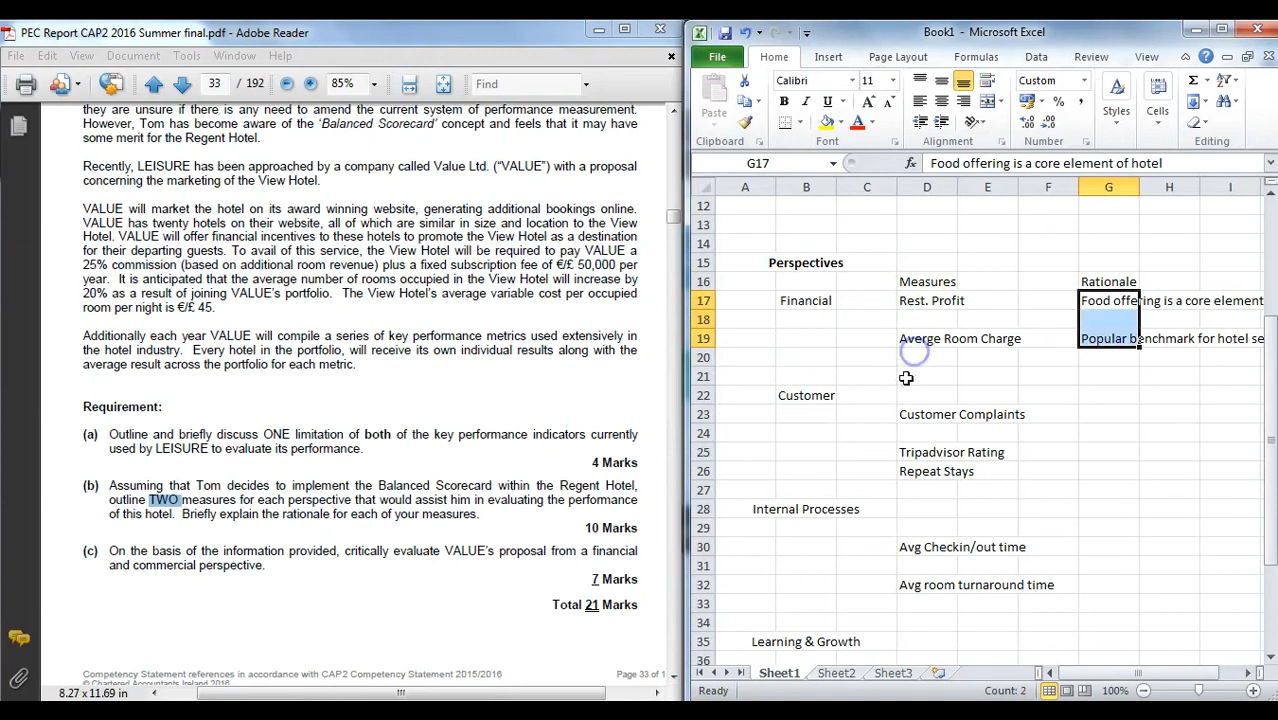 PEC Report CAP2 2016 Summer final.pdf - Adobe Reader
File Edit View Document Tools Window Help
33 / 192 85% Find
they are unsure if there is any need to amend the current system of performance measurement.
However, Tom has become aware of the ‘Balanced Scorecard’ concept and feels that it may have
some merit for the Regent Hotel.
Recently, LEISURE has been approached by a company called Value Ltd. (“VALUE”) with a proposal
concerning the marketing of the View Hotel.
VALUE will market the hotel on its award winning website, generating additional bookings online.
VALUE has twenty hotels on their website, all of which are similar in size and location to the View
Hotel. VALUE will offer financial incentives to these hotels to promote the View Hotel as a destination
for their departing guests. To avail of this service, the View Hotel will be required to pay VALUE a
25% commission (based on additional room revenue) plus a fixed subscription fee of €/£ 50,000 per
year. It is anticipated that the average number of rooms occupied in the View Hotel will increase by
20% as a result of joining VALUE’s portfolio. The View Hotel’s average variable cost per occupied
room per night is €/£ 45.
Additionally each year VALUE will compile a series of key performance metrics used extensively in
the hotel industry. Every hotel in the portfolio, will receive its own individual results along with the
average result across the portfolio for each metric.
Requirement:
(a) Outline and briefly discuss ONE limitation of both of the key performance indicators currently
used by LEISURE to evaluate its performance.
4 Marks
(b) Assuming that Tom decides to implement the Balanced Scorecard within the Regent Hotel,
outline TWO measures for each perspective that would assist him in evaluating the performance
of this hotel. Briefly explain the rationale for each of your measures.
10 Marks
(c) On the basis of the information provided, critically evaluate VALUE’s proposal from a financial
and commercial perspective.
7 Marks
Total 21 Marks
Competency Statement references in accordance with CAP2 Competency Statement 2015/2016 Page 33 of 1
© Chartered Accountants Ireland 2016
8.27 x 11.69 in
Book1 - Microsoft Excel
File Home Insert Page Layout Formulas Data Review View
Calibri 11 Custom
Paste Styles Cells
Clipboard Font Alignment Number Editing
G17 fx Food offering is a core element of hotel
A B C D E F G H I
12
13
14
15 Perspectives
16 Measures Rationale
17 Financial Rest. Profit Food offering is a core element
18
19 Averge Room Charge Popular benchmark for hotel se
20
21
22 Customer
23 Customer Complaints
24
25 Tripadvisor Rating
26 Repeat Stays
27
28 Internal Processes
29
30 Avg Checkin/out time
31
32 Avg room turnaround time
33
34
35 Learning & Growth
36
Sheet1 Sheet2 Sheet3
Ready Count: 2 100%